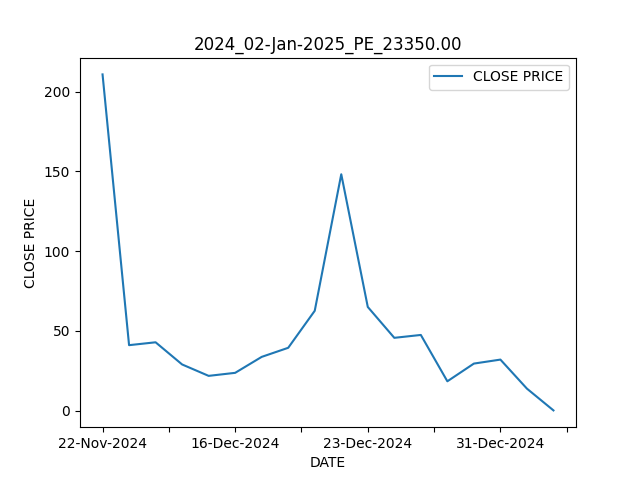 2024_02-Jan-2025_PE_23350.00
CLOSE PRICE
200
150
100
50
0
CLOSE PRICE
22-Nov-2024
16-Dec-2024
23-Dec-2024
31-Dec-2024
DATE